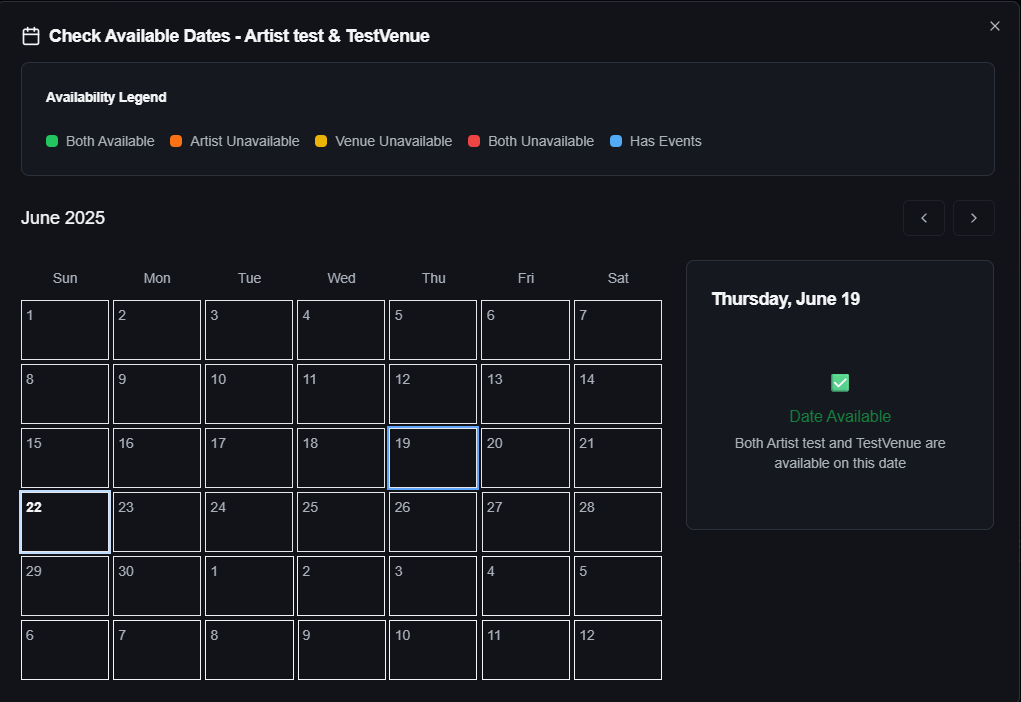 Check Available Dates - Artist test & TestVenue
Availability Legend
Both Available Artist Unavailable Venue Unavailable Both Unavailable Has Events
June 2025
Sun Mon Tue Wed Thu Fri Sat
1 2 3 4 5 6 7
8 9 10 11 12 13 14
15 16 17 18 19 20 21
22 23 24 25 26 27 28
29 30 1 2 3 4 5
6 7 8 9 10 11 12
Thursday, June 19
Date Available
Both Artist test and TestVenue are
available on this date